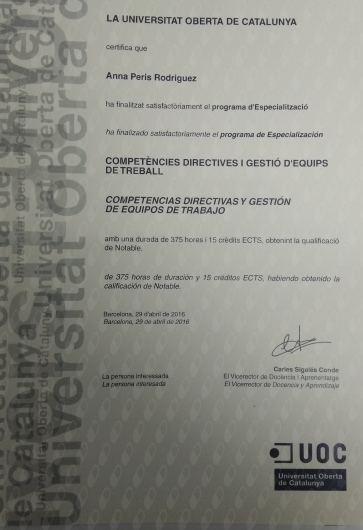 LA UNIVERSITAT OBERTA DE CATALUNYA
certifica que
Anna Peris Rodriguez
ha finalitzat satisfactòriament el programa d'Especialització
ha finalizado satisfactoriamente el programa de Especialización
COMPETÈNCIES DIRECTIVES I GESTIÓ D'EQUIPS
DE TREBALL
COMPETENCIAS DIRECTIVAS Y GESTIÓN
DE EQUIPOS DE TRABAJO
amb una durada de 375 hores i 15 crèdits ECTS, obtenint la qualificació
de Notable.
de 375 horas de duración y 15 créditos ECTS, habiendo obtenido la
calificación de Notable.
Barcelona, 29 d'abril de 2016
Barcelona, 29 de abril de 2016
Carles Sigalés Conde
La persona interessada
El Vicerector de Docència i Aprenentatge
La persona interesada
El Vicerrector de Docencia y Aprendizaje
UOC
Universitat Oberta
de Catalunya